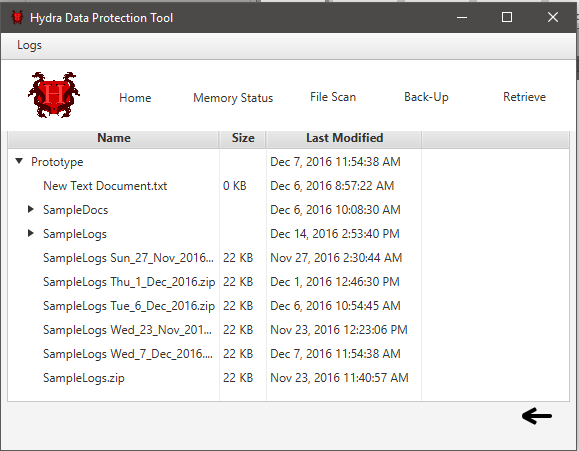 Hydra Data Protection Tool
Logs
H
Home Memory Status File Scan Back-Up Retrieve
Name Size Last Modified
Prototype Dec 7, 2016 11:54:38 AM
New Text Document.txt 0 KB Dec 6, 2016 8:57:22 AM
SampleDocs Dec 6, 2016 10:08:30 AM
SampleLogs Dec 14, 2016 2:53:40 PM
SampleLogs Sun_27_Nov_2016... 22 KB Nov 27, 2016 2:30:44 AM
SampleLogs Thu_1_Dec_2016.zip 22 KB Dec 1, 2016 12:46:30 PM
SampleLogs Tue_6_Dec_2016.zip 22 KB Dec 6, 2016 10:54:45 AM
SampleLogs Wed_23_Nov_201... 22 KB Nov 23, 2016 12:23:06 PM
SampleLogs Wed_7_Dec_2016.... 22 KB Dec 7, 2016 11:54:38 AM
SampleLogs.zip 22 KB Nov 23, 2016 11:40:57 AM